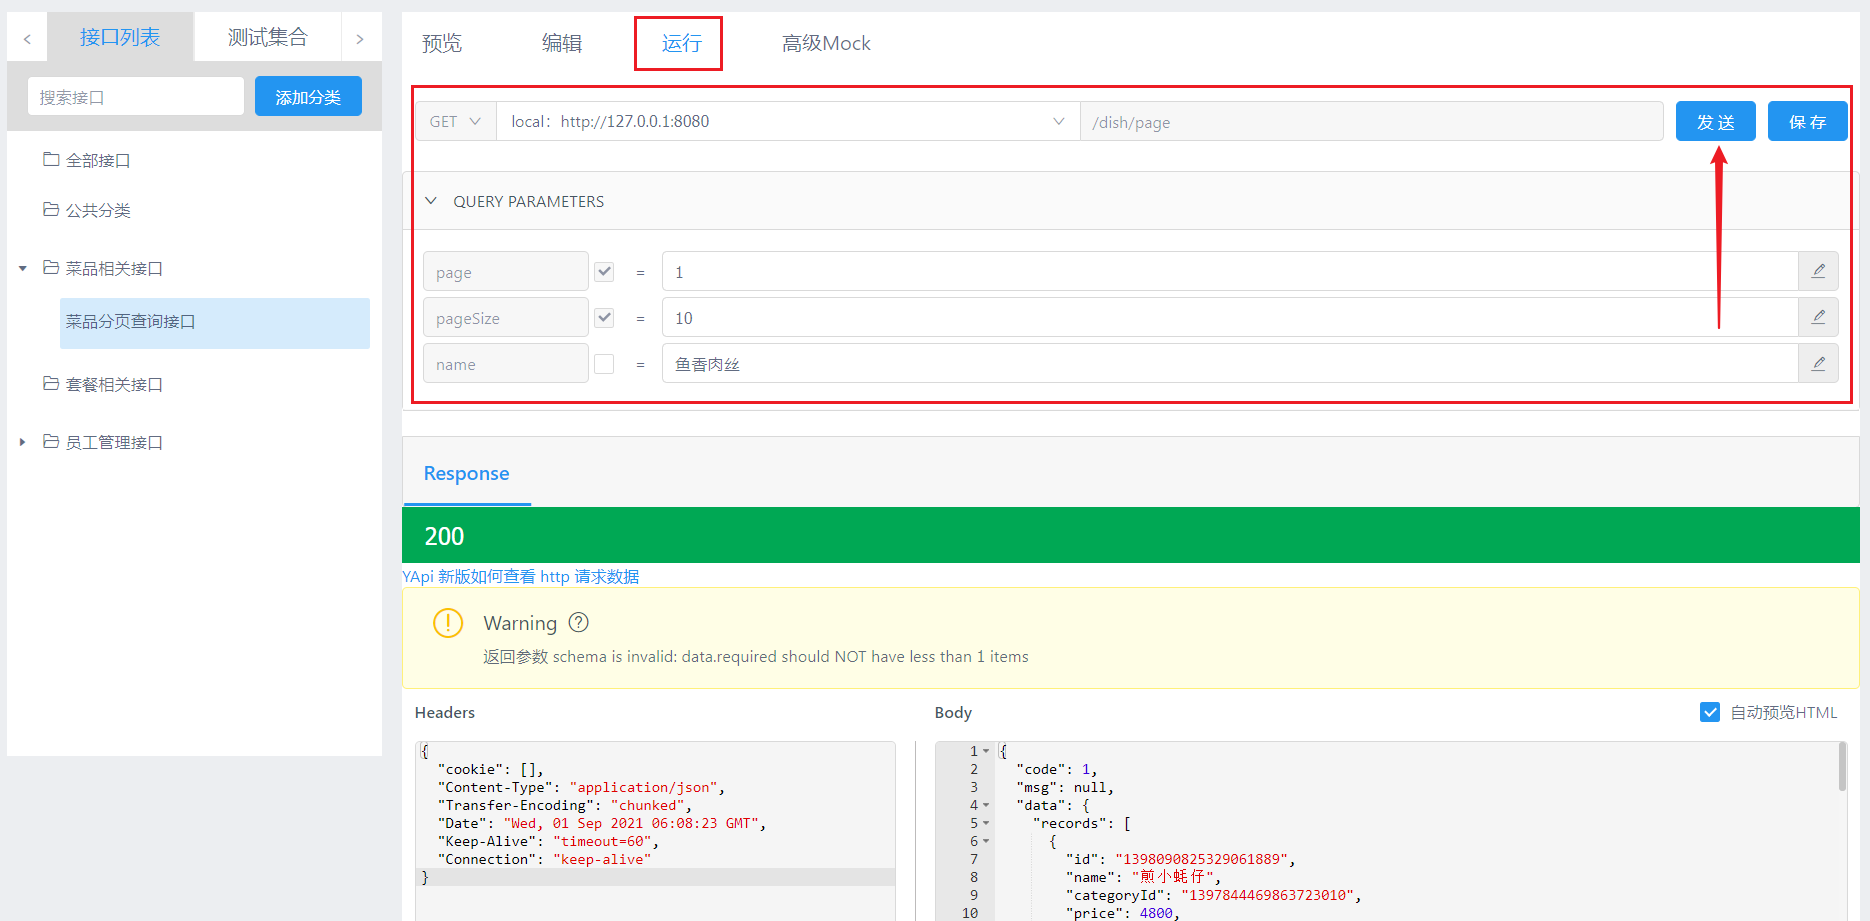 接口列表
测试集合
搜索接口
添加分类
全部接口
公共分类
菜品相关接口
菜品分页查询接口
套餐相关接口
员工管理接口
预览
编辑
运行
高级Mock
GET
local：http://127.0.0.1:8080
/dish/page
发 送
保 存
QUERY PARAMETERS
page = 1
pageSize = 10
name = 鱼香肉丝
Response
200
YApi 新版如何查看 http 请求数据
Warning
返回参数 schema is invalid: data.required should NOT have less than 1 items
Headers
{
"cookie": [],
"Content-Type": "application/json",
"Transfer-Encoding": "chunked",
"Date": "Wed, 01 Sep 2021 06:08:23 GMT",
"Keep-Alive": "timeout=60",
"Connection": "keep-alive"
}
Body
自动预览HTML
1 {
2 "code": 1,
3 "msg": null,
4 "data": {
5 "records": [
6 {
7 "id": "1398090825329061889",
8 "name": "煎小蚝仔",
9 "categoryId": "1397844469863723010",
10 "price": 4800,